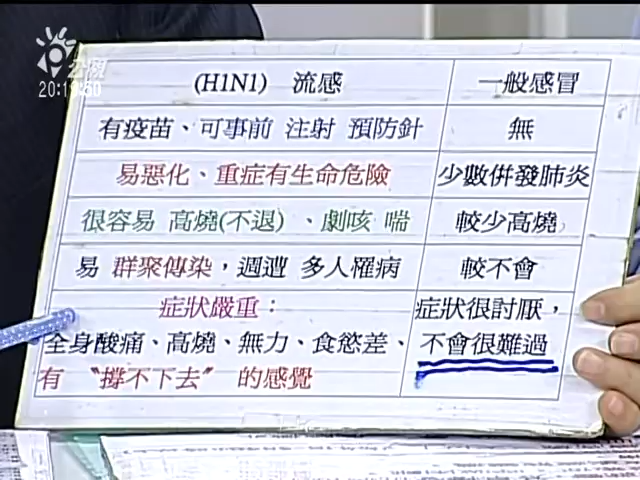 公視
(H1N1) 流感 一般感冒
有疫苗、可事前 注射 預防針 無
易惡化、重症有生命危險 少數併發肺炎
很容易 高燒(不退) 、劇咳 喘 較少高燒
易 群聚傳染，週遭 多人罹病 較不會
症狀嚴重： 症狀很討厭，
全身酸痛、高燒、無力、食慾差、 不會很難過
有 〝撐不下去〞 的感覺